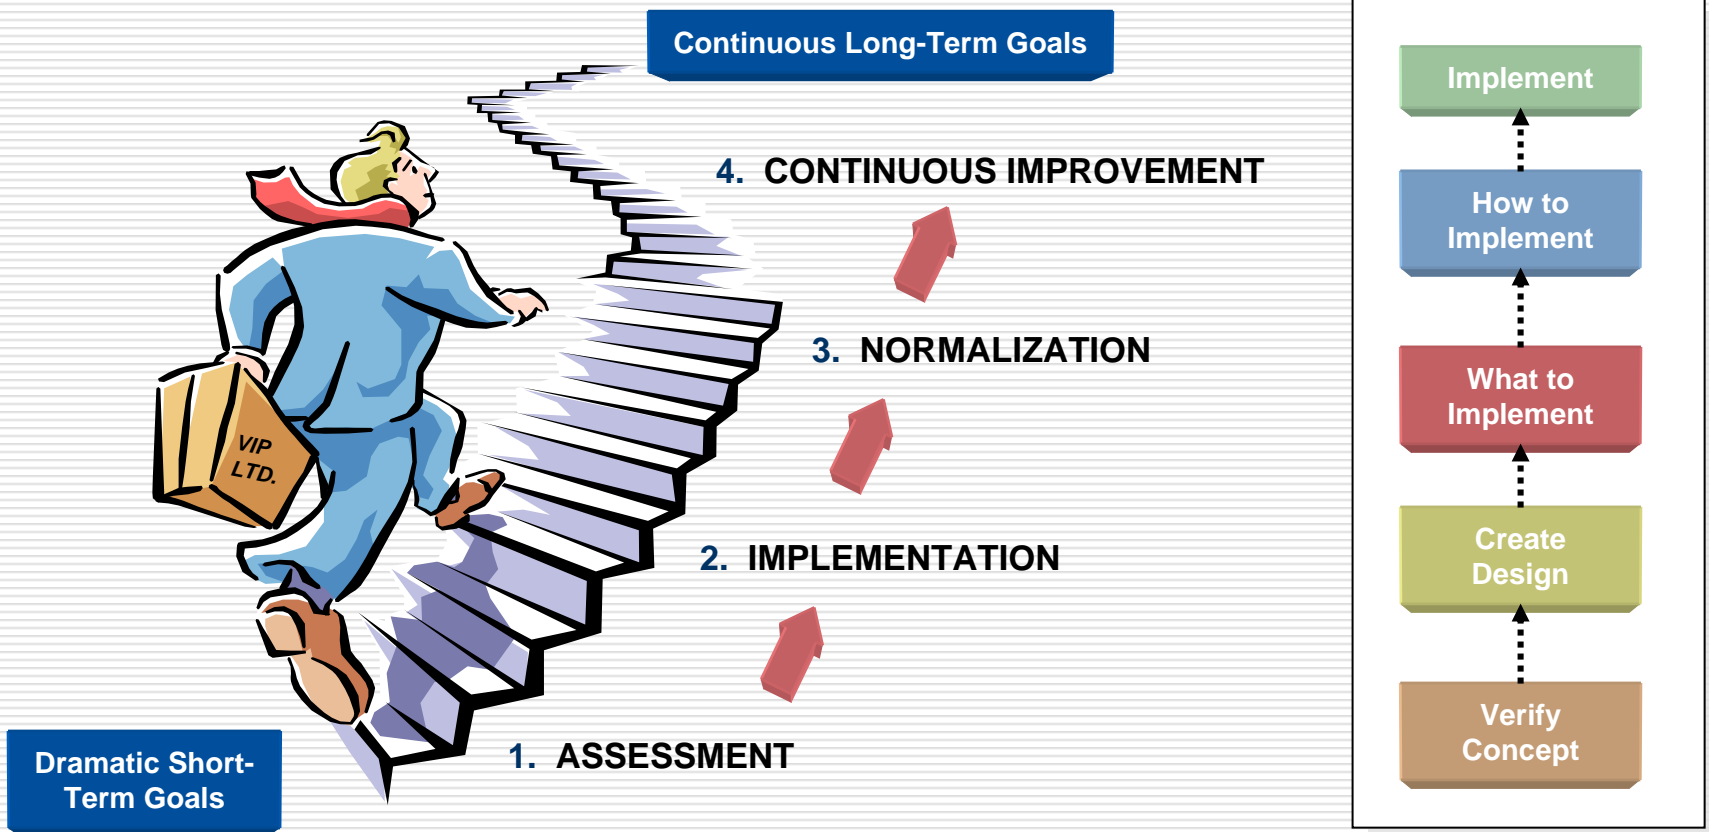 Continuous Long-Term Goals
4. CONTINUOUS IMPROVEMENT
3. NORMALIZATION
VIP
LTD.
2. IMPLEMENTATION
1. ASSESSMENT
Dramatic Short-
Term Goals
Implement
How to
Implement
What to
Implement
Create
Design
Verify
Concept